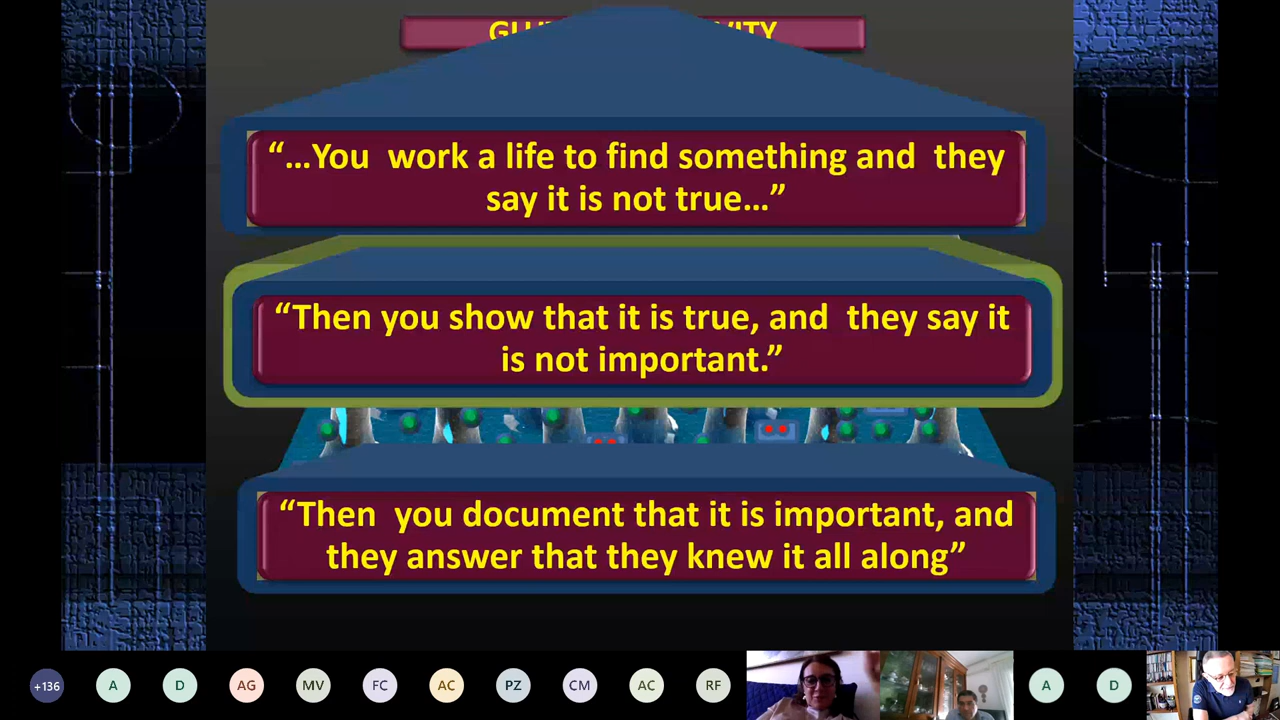 “...You work a life to find something and they
say it is not true...”
“Then you show that it is true, and they say it
is not important.”
“Then you document that it is important, and
they answer that they knew it all along”
+136 A D AG MV FC AC PZ CM AC RF A D